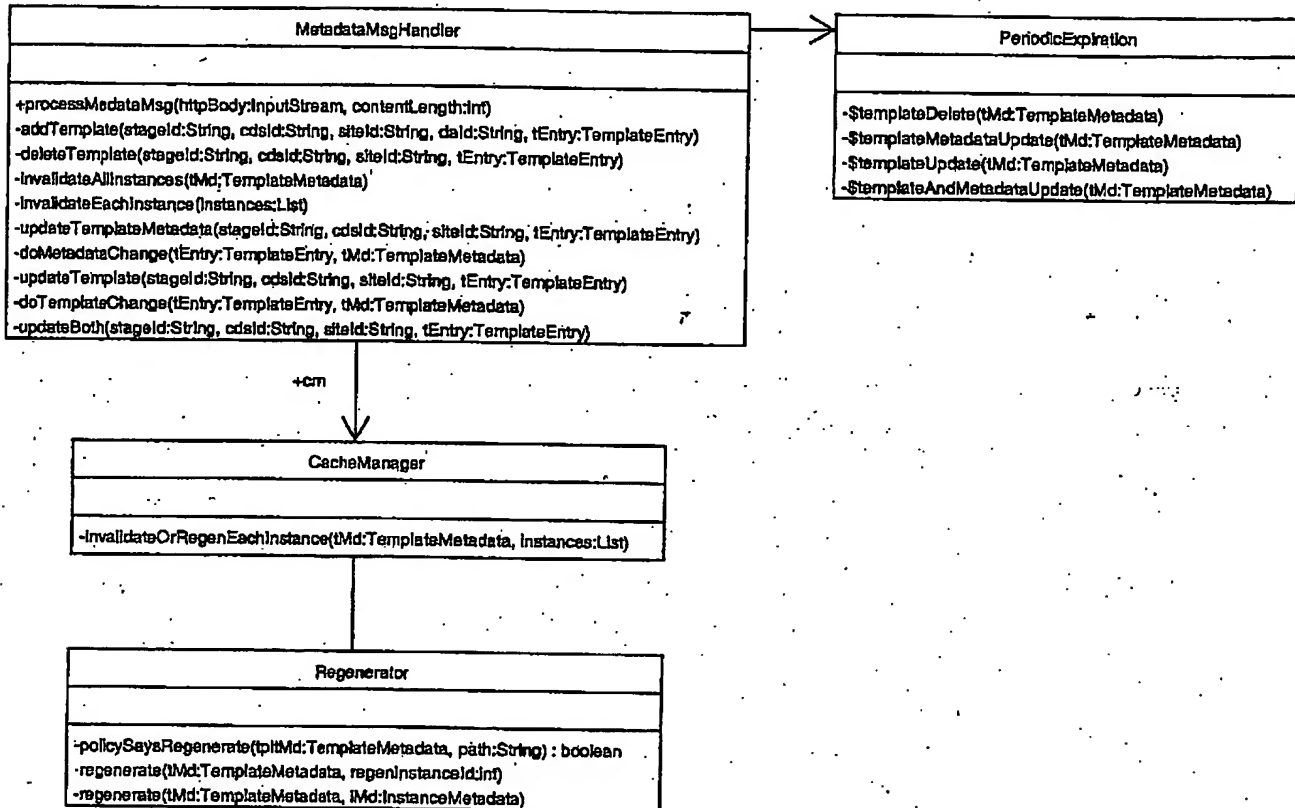 MetadataMsgHandler
+processMedataMsg(httpBody:InputStream, contentLength:int)
-addTemplate(stageId:String, cdsId:String, siteId:String, daId:String, tEntry:TemplateEntry)
-deleteTemplate(stageId:String, cdsId:String, siteId:String, tEntry:TemplateEntry)
-invalidateAllInstances(tMd:TemplateMetadata)
-invalidateEachInstance(instances:List)
-updateTemplateMetadata(stageId:String, cdsId:String, siteId:String, tEntry:TemplateEntry)
-doMetadataChange(tEntry:TemplateEntry, tMd:TemplateMetadata)
-updateTemplate(stageId:String, cdsId:String, siteId:String, tEntry:TemplateEntry)
-doTemplateChange(tEntry:TemplateEntry, tMd:TemplateMetadata)
-updateBoth(stageId:String, cdsId:String, siteId:String, tEntry:TemplateEntry)
PeriodicExpiration
-$templateDelete(tMd:TemplateMetadata)
-$templateMetadataUpdate(tMd:TemplateMetadata)
-$templateUpdate(tMd:TemplateMetadata)
-$templateAndMetadataUpdate(tMd:TemplateMetadata)
+cm
CacheManager
-invalidateOrRegenEachInstance(tMd:TemplateMetadata, instances:List)
Regenerator
-policySaysRegenerate(tpltMd:TemplateMetadata, path:String) : boolean
-regenerate(tMd:TemplateMetadata, regenInstanceId:int)
-regenerate(tMd:TemplateMetadata, iMd:InstanceMetadata)